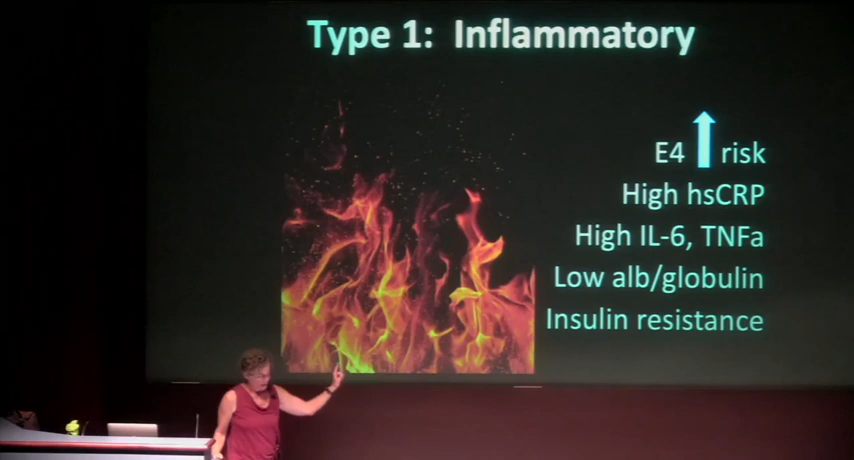 Type 1: Inflammatory
E4 ↑ risk
High hsCRP
High IL-6, TNFa
Low alb/globulin
Insulin resistance